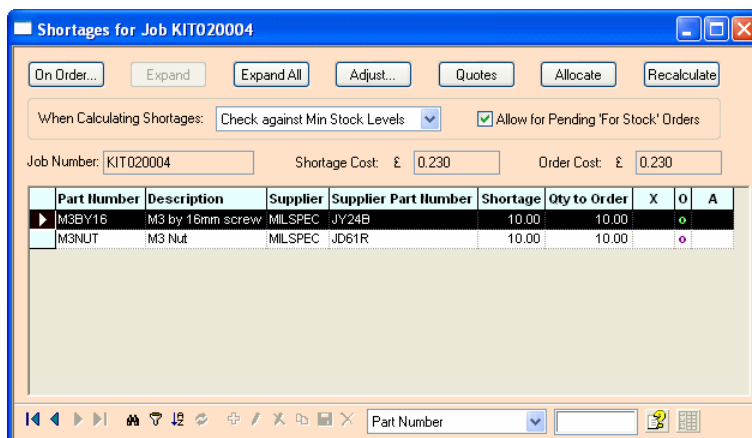 Shortages for Job KIT020004
On Order... Expand Expand All Adjust... Quotes Allocate Recalculate
When Calculating Shortages: Check against Min Stock Levels Allow for Pending 'For Stock' Orders
Job Number: KIT020004 Shortage Cost: £ 0.230 Order Cost: £ 0.230
Part Number Description Supplier Supplier Part Number Shortage Qty to Order X O A
M3BY16 M3 by 16mm screw MILSPEC JY24B 10.00 10.00 o
M3NUT M3 Nut MILSPEC JD61R 10.00 10.00 o
Part Number